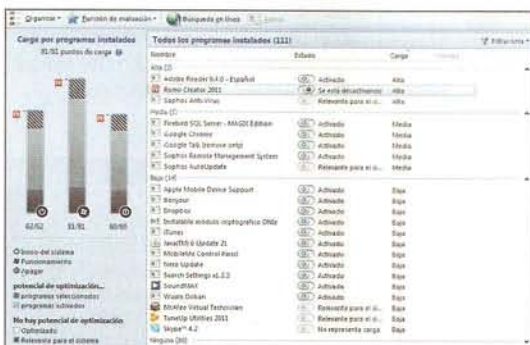 Organizar
Función de evaluación
Búsqueda en línea
Carga por programas instalados
91/91 puntos de carga
62/62
91/91
60/60
Inicio del sistema
Funcionamiento
Apagar
potencial de optimización...
programas seleccionados
programas activados
No hay potencial de optimización
Optimizado
Relevante para el sistema
Todos los programas instalados (111)
Filtrar lista
Nombre Estado Carga
Alta (3)
Adobe Reader 9.4.0 - Español Activado Alta
Roxio Creator 2011 Se está desactivando Alta
Sophos Anti-Virus Relevante para el si... Alta
Media (5)
Firebird SQL Server - MAGIX Edition Activado Media
Google Chrome Activado Media
Google Talk (remove only) Activado Media
Sophos Remote Management System Activado Media
Sophos AutoUpdate Relevante para el si... Media
Baja (14)
Apple Mobile Device Support Activado Baja
Bonjour Activado Baja
Dropbox Activado Baja
Instalable módulo criptográfico DNIe Activado Baja
iTunes Activado Baja
Java(TM) 6 Update 21 Activado Baja
MobileMe Control Panel Activado Baja
Nero Update Activado Baja
Search Settings v1.2.3 Activado Baja
SoundMAX Activado Baja
Vuaax Dokan Activado Baja
McAfee Virtual Technician Relevante para el si... Baja
TuneUp Utilities 2011 Relevante para el si... Baja
Skype™ 4.2 No representa carga Baja
Ninguna (30)